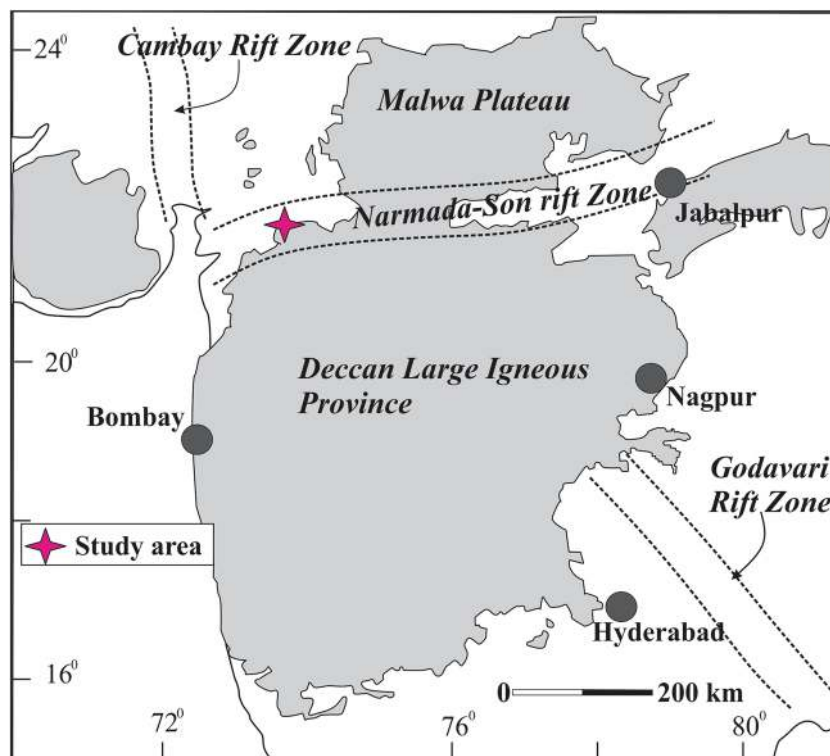 24⁰
Cambay Rift Zone
Malwa Plateau
Narmada-Son rift Zone
Jabalpur
20⁰
Deccan Large Igneous
Province
Nagpur
Bombay
Godavari
Rift Zone
Study area
Hyderabad
16⁰
0
200 km
72⁰
76⁰
80⁰